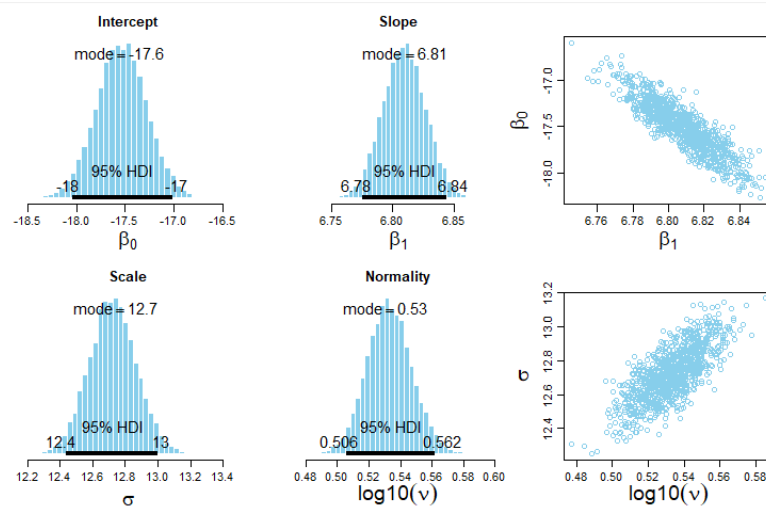 Intercept
mode = -17.6
95% HDI
-18 -17
-18.5 -18.0 -17.5 -17.0 -16.5
β0
Slope
mode = 6.81
95% HDI
6.78 6.84
6.75 6.80 6.85
β1
-17.0
-17.5
-18.0
β0
6.76 6.78 6.80 6.82 6.84
β1
Scale
mode = 12.7
95% HDI
12.4 13
12.2 12.4 12.6 12.8 13.0 13.2 13.4
σ
Normality
mode = 0.53
95% HDI
0.506 0.562
0.48 0.50 0.52 0.54 0.56 0.58 0.60
log10(ν)
13.2
13.0
12.8
12.6
12.4
σ
0.48 0.50 0.52 0.54 0.56 0.58
log10(ν)